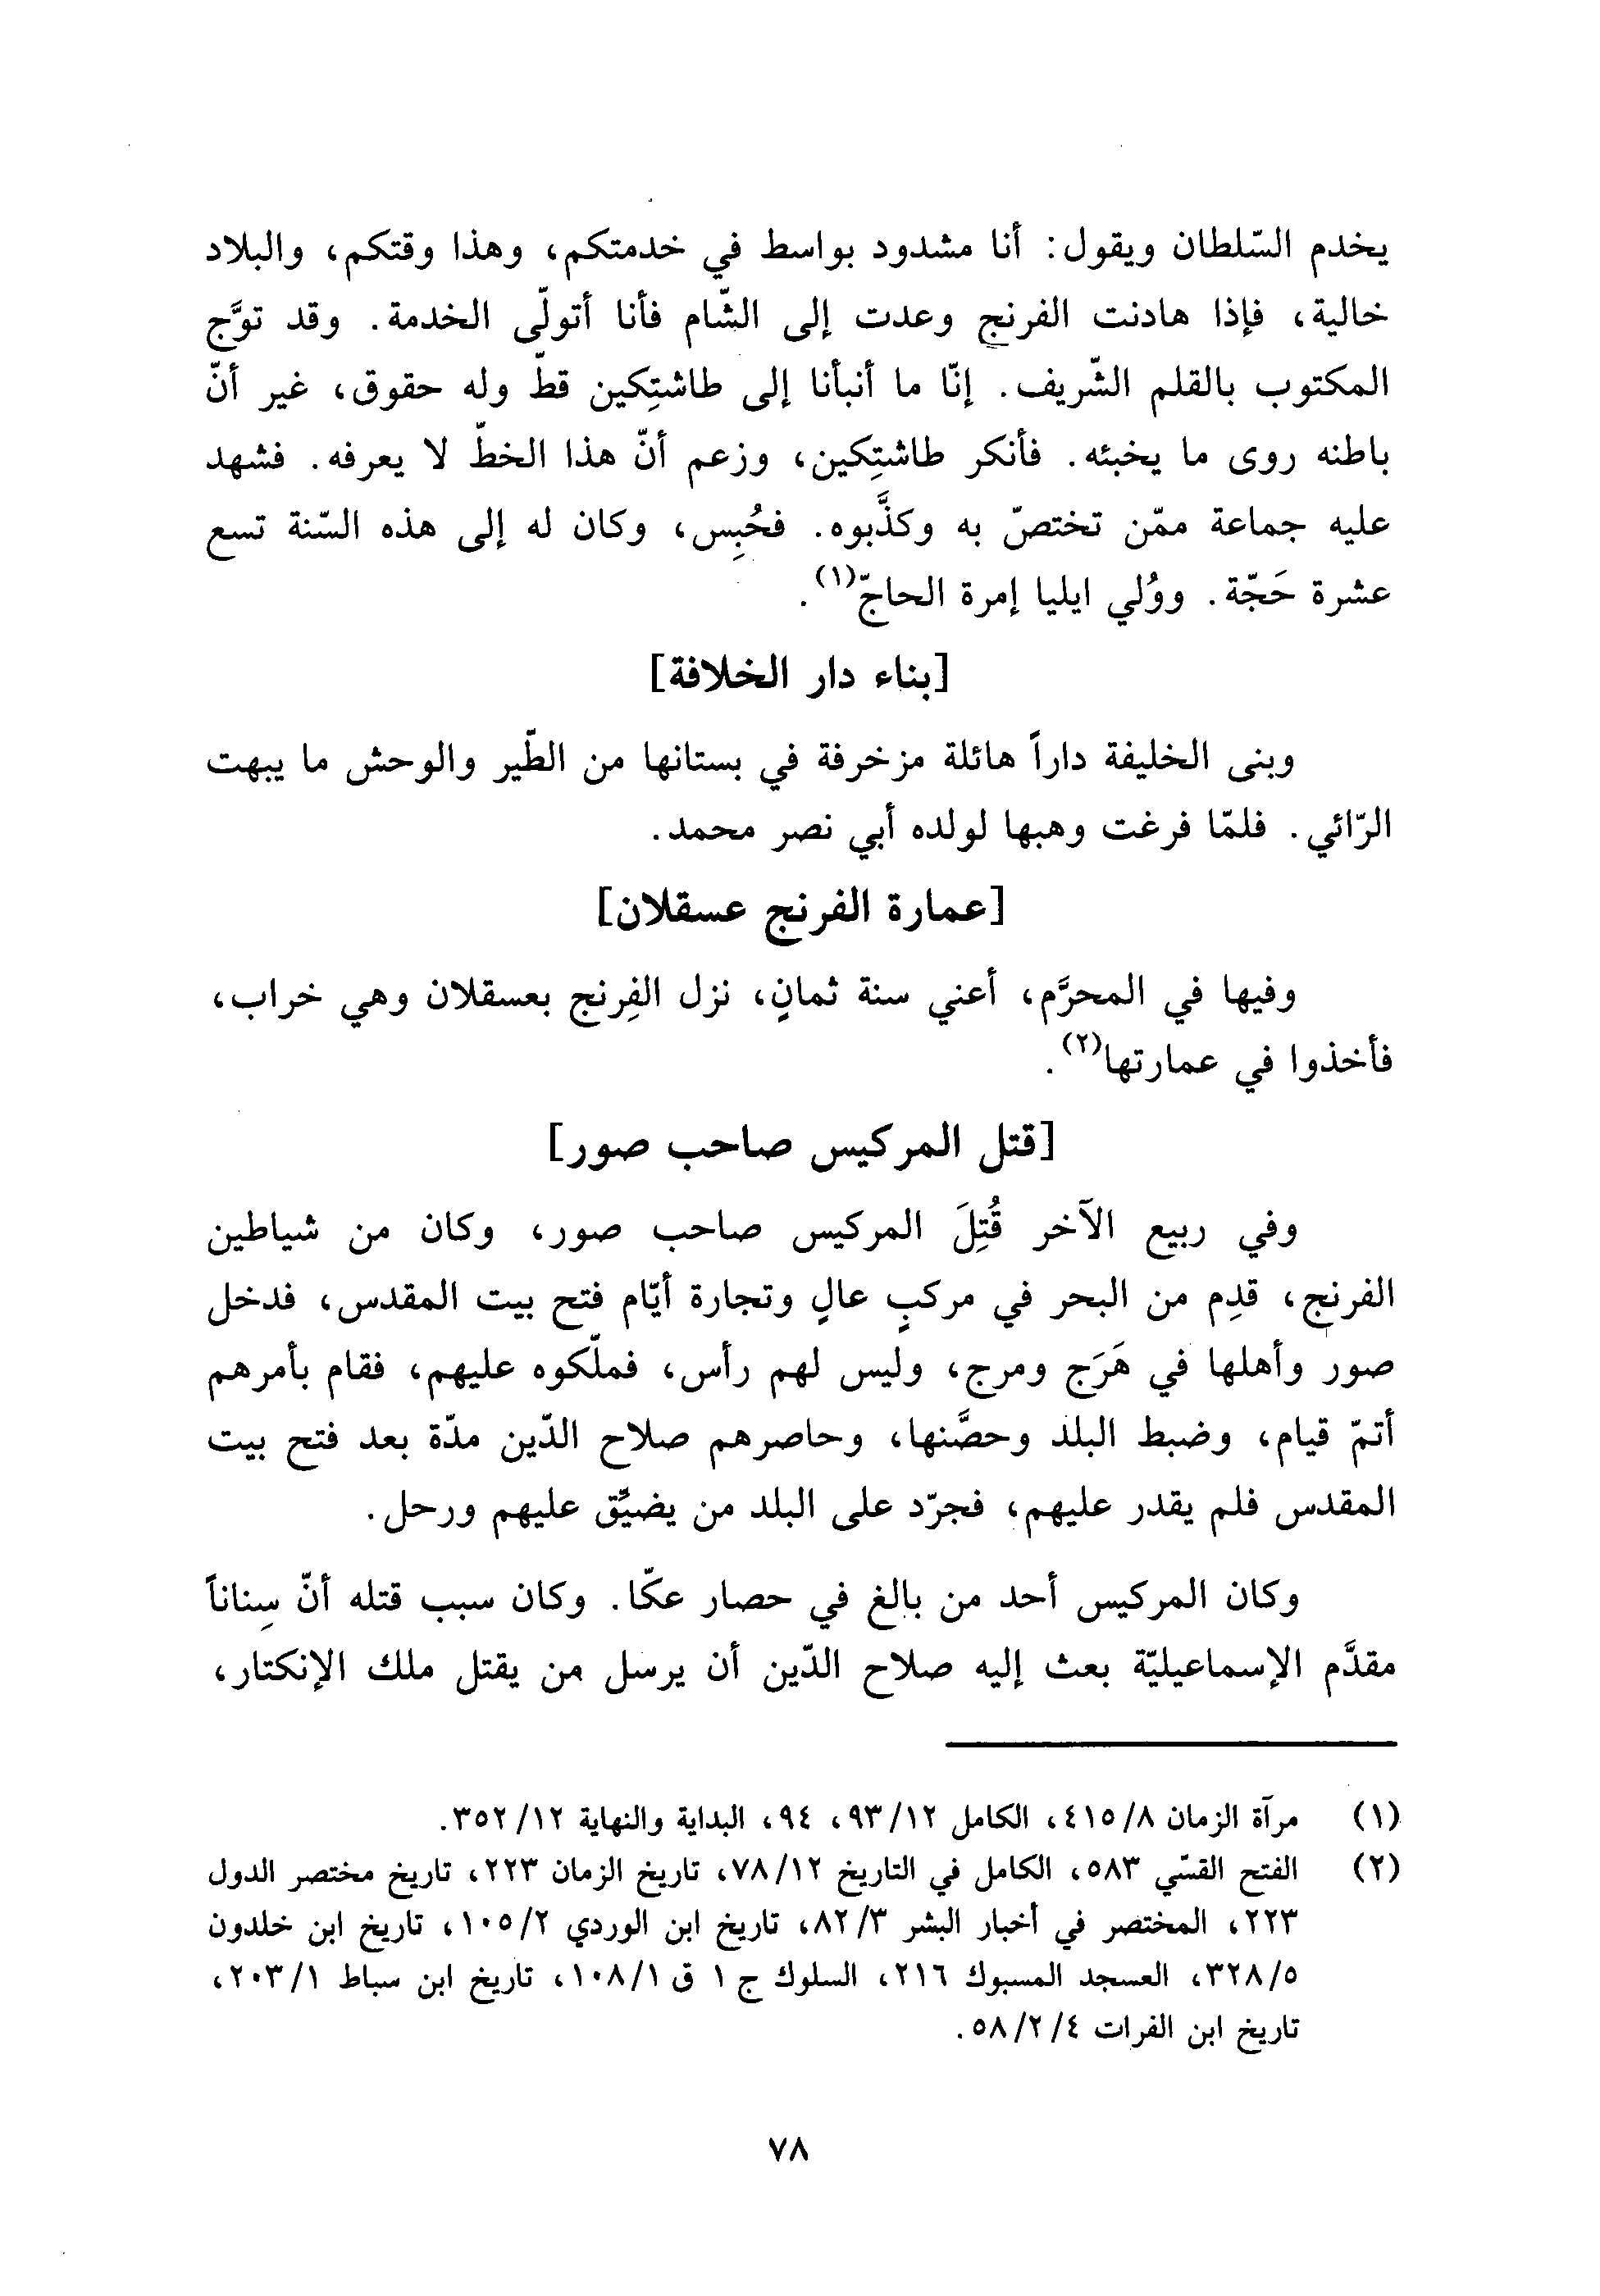 يخدم السّلطان ويقول: أنا مشدود بواسط في خدمتكم، وهذا وقتكم، والبلاد
خالية، فإذا هادنت الفرنج وعدت إلى الشّام فأنا أتولّى الخدمة. وقد توَّج
المكتوب بالقلم الشّريف. إنّا ما أنبأنا إلى طاشتِكين قطّ وله حقوق، غير أنّ
باطنه روى ما يخبئه. فأنكر طاشتِكين، وزعم أنّ هذا الخطّ لا يعرفه. فشهد
عليه جماعة ممّن تختصّ به وكذَّبوه. فحُبِس، وكان له إلى هذه السّنة تسع
عشرة حَجّة. ووُلي ايليا إمرة الحاجّ(١).
[بناء دار الخلافة]
وبنى الخليفة داراً هائلة مزخرفة في بستانها من الطّير والوحش ما يبهت
الرّائي. فلمّا فرغت وهبها لولده أبي نصر محمد.
[عمارة الفرنج عسقلان]
وفيها في المحرَّم، أعني سنة ثمانٍ، نزل الفِرنج بعسقلان وهي خراب،
فأخذوا في عمارتها(٢).
[قتل المركيس صاحب صور]
وفي ربيع الآخر قُتِلَ المركيس صاحب صور، وكان من شياطين
الفرنج، قدِم من البحر في مركبٍ عالٍ وتجارة أيّام فتح بيت المقدس، فدخل
صور وأهلها في هَرَج ومرج، وليس لهم رأس، فملّكوه عليهم، فقام بأمرهم
أتمّ قيام، وضبط البلد وحصَّنها، وحاصرهم صلاح الدّين مدّة بعد فتح بيت
المقدس فلم يقدر عليهم، فجرّد على البلد من يضيِّق عليهم ورحل.
وكان المركيس أحد من بالغ في حصار عكّا. وكان سبب قتله أنّ سِناناً
مقدَّم الإسماعيليّة بعث إليه صلاح الدّين أن يرسل من يقتل ملك الإنكتار،
(١) مرآة الزمان ٤١٥/٨، الكامل ٩٣/١٢، ٩٤، البداية والنهاية ٣٥٢/١٢.
(٢) الفتح القسّي ٥٨٣، الكامل في التاريخ ٧٨/١٢، تاريخ الزمان ٢٢٣، تاريخ مختصر الدول
٢٢٣، المختصر في أخبار البشر ٨٢/٣، تاريخ ابن الوردي ١٠٥/٢، تاريخ ابن خلدون
٣٢٨/٥، العسجد المسبوك ٢١٦، السلوك ج ١ ق ١٠٨/١، تاريخ ابن سباط ٢٠٣/١،
تاريخ ابن الفرات ٥٨/٢/٤.
٧٨